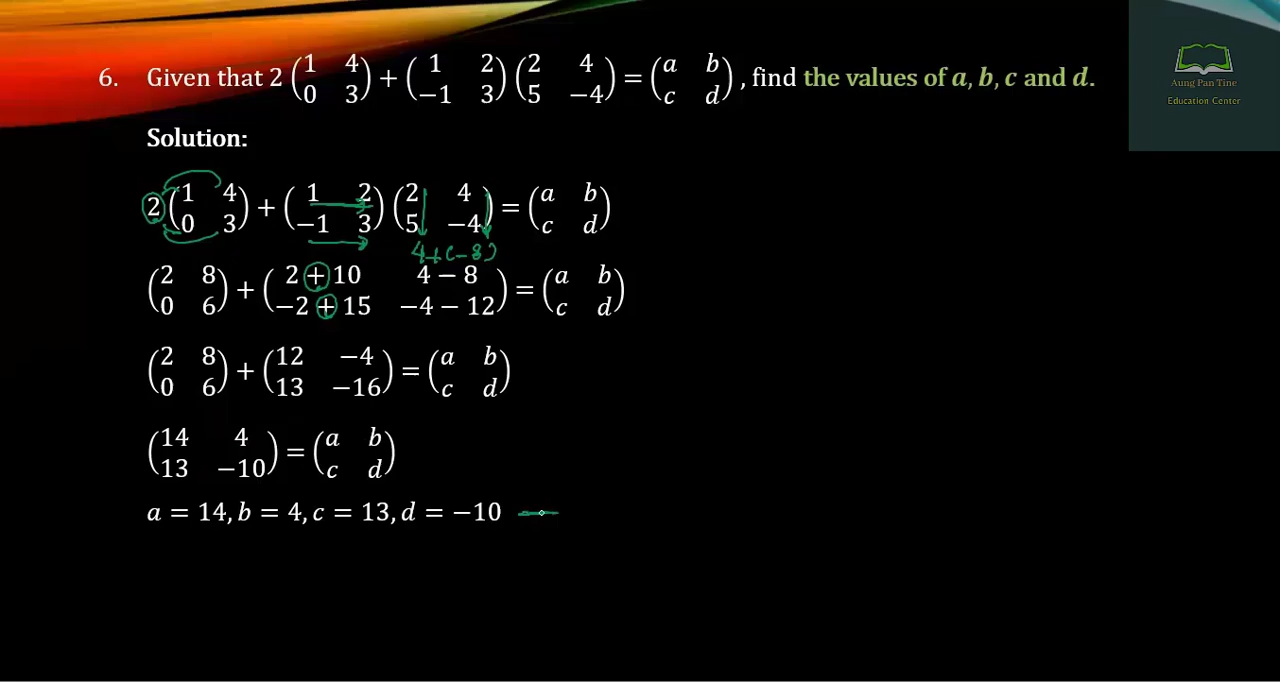 6. Given that 2 (1 4 / 0 3) + (1 2 / −1 3) (2 4 / 5 −4) = (a b / c d), find the values of a, b, c and d.
Aung Pan Tine
Education Center
Solution:
2 (1 4 / 0 3) + (1 2 / −1 3) (2 4 / 5 −4) = (a b / c d)
4+(-8)
(2 8 / 0 6) + (2 + 10 4 − 8 / −2 + 15 −4 − 12) = (a b / c d)
(2 8 / 0 6) + (12 −4 / 13 −16) = (a b / c d)
(14 4 / 13 −10) = (a b / c d)
a = 14, b = 4, c = 13, d = −10